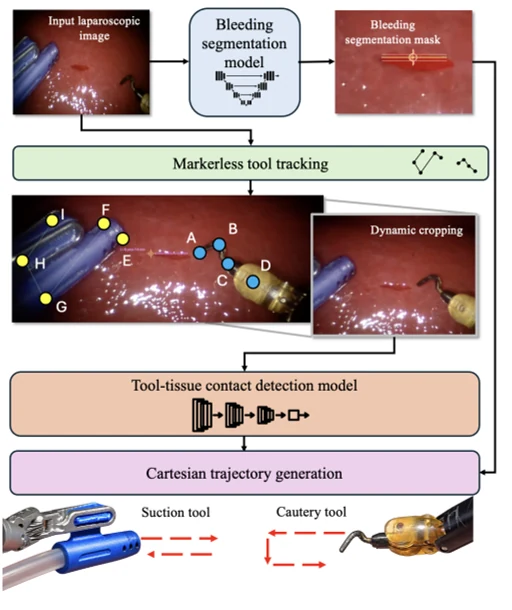 Input laparoscopic
image
Bleeding
segmentation
model
Bleeding
segmentation mask
Markerless tool tracking
I
F
H
E
G
A
B
C
D
Dynamic cropping
Tool-tissue contact detection model
Cartesian trajectory generation
Suction tool
Cautery tool